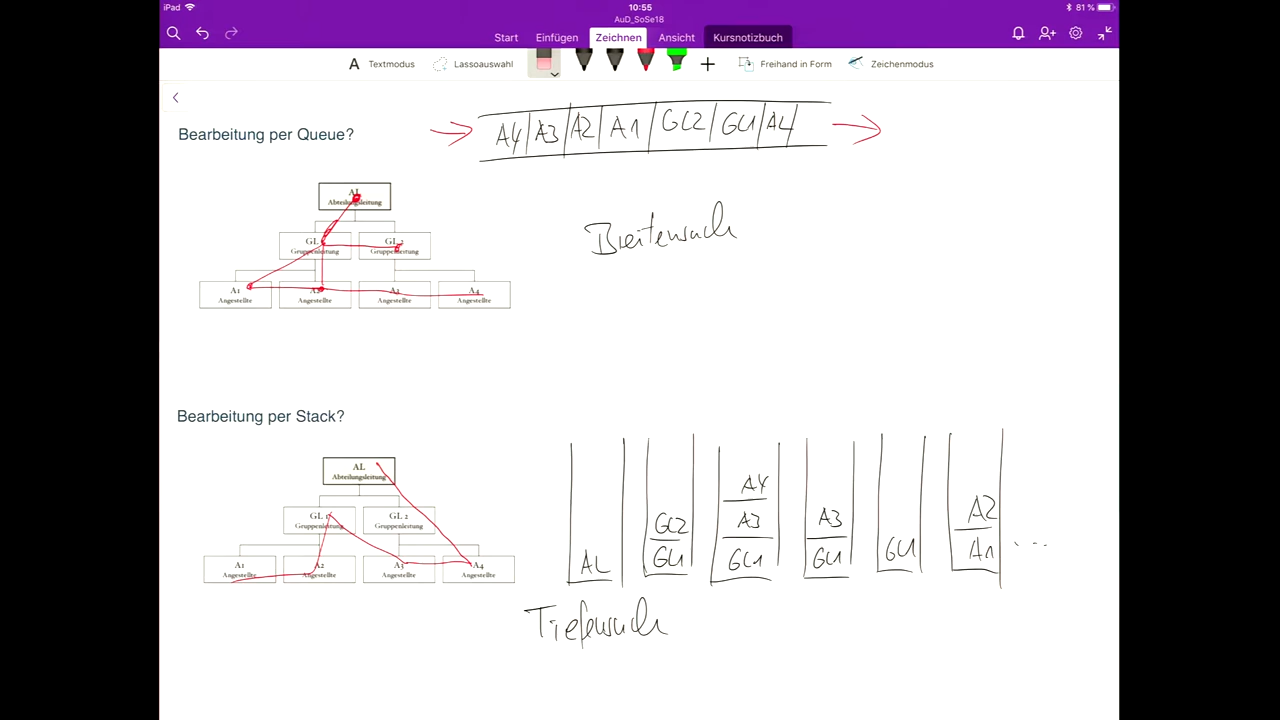 iPad 10:55 81 %
AuD_SoSe18
Start Einfügen Zeichnen Ansicht Kursnotizbuch
A Textmodus Lassoauswahl Freihand in Form Zeichenmodus
Bearbeitung per Queue?
A4 A3 A2 A1 GL2 GL1 AL
AL
Abteilungsleitung
GL GL 2
Gruppenleitung Gruppenleitung
A1 A2 A3 A4
Angestellte Angestellte Angestellte Angestellte
Breitensuch
Bearbeitung per Stack?
AL
Abteilungsleitung
GL 1 GL 2
Gruppenleitung Gruppenleitung
A1 A2 A3 A4
Angestellte Angestellte Angestellte Angestellte
A4
GL2 A3 A3 A2
AL GL1 GL1 GL1 GL1 A1 ...
Tiefensuch